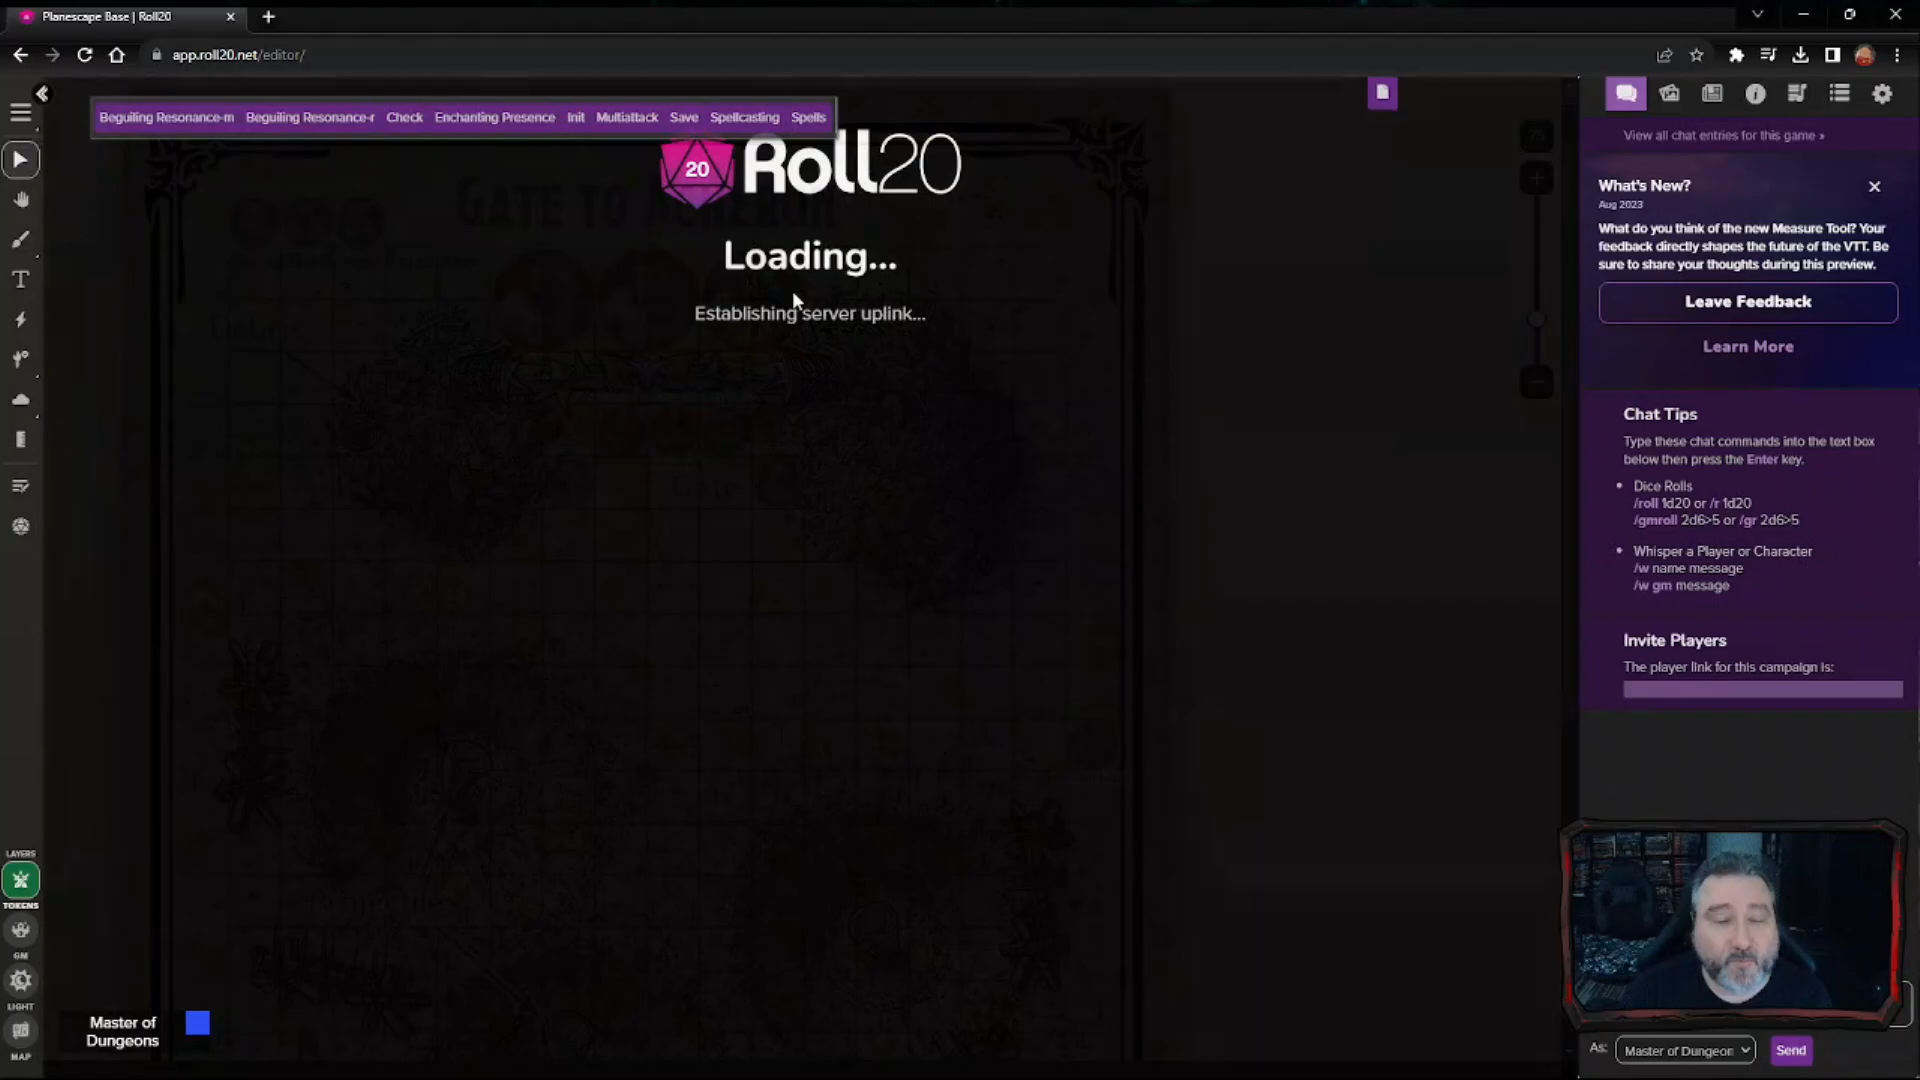 Planescape Base | Roll20
app.roll20.net/editor/
Beguiling Resonance-m Beguiling Resonance-r Check Enchanting Presence Init Multiattack Save Spellcasting Spells
GATE TO ACHERON
20 Roll20
Loading...
Establishing server uplink...
View all chat entries for this game »
What's New?
Aug 2023
What do you think of the new Measure Tool? Your
feedback directly shapes the future of the VTT. Be
sure to share your thoughts during this preview.
Leave Feedback
Learn More
Chat Tips
Type these chat commands into the text box
below then press the Enter key.
• Dice Rolls
/roll 1d20 or /r 1d20
/gmroll 2d6>5 or /gr 2d6>5
• Whisper a Player or Character
/w name message
/w gm message
Invite Players
The player link for this campaign is:
LAYERS
TOKENS
GM
LIGHT
MAP
Master of
Dungeons
As: Master of Dungeon Send